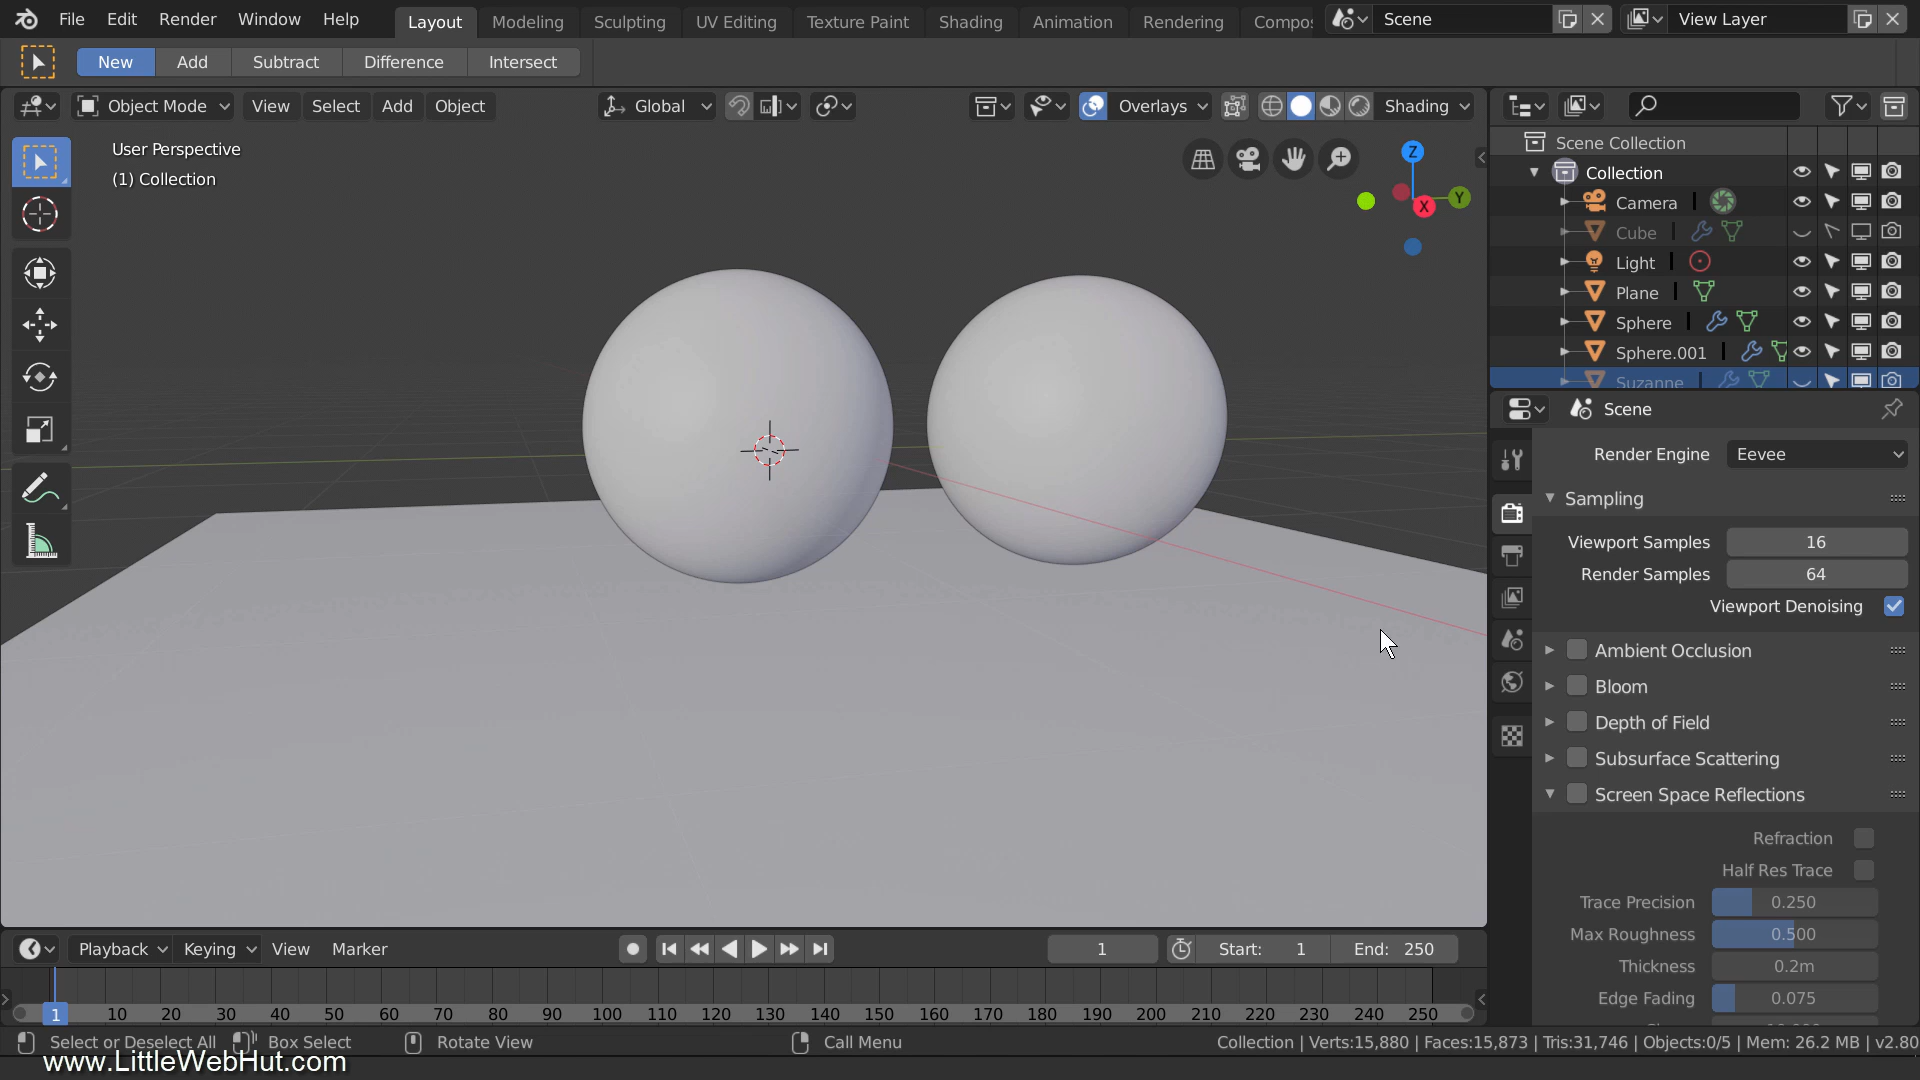 File Edit Render Window Help Layout Modeling Sculpting UV Editing Texture Paint Shading Animation Rendering Compos Scene View Layer
New Add Subtract Difference Intersect
Object Mode View Select Add Object Global Overlays Shading
User Perspective
(1) Collection
Z
Y
X
Scene Collection
Collection
Camera
Cube
Light
Plane
Sphere
Sphere.001
Suzanne
Scene
Render Engine Eevee
Sampling
Viewport Samples 16
Render Samples 64
Viewport Denoising
Ambient Occlusion
Bloom
Depth of Field
Subsurface Scattering
Screen Space Reflections
Refraction
Half Res Trace
Trace Precision 0.250
Max Roughness 0.500
Thickness 0.2m
Edge Fading 0.075
Playback Keying View Marker 1 Start: 1 End: 250
1 10 20 30 40 50 60 70 80 90 100 110 120 130 140 150 160 170 180 190 200 210 220 230 240 250
Select or Deselect All Box Select Rotate View Call Menu Collection | Verts:15,880 | Faces:15,873 | Tris:31,746 | Objects:0/5 | Mem: 26.2 MB | v2.80
www.LittleWebHut.com